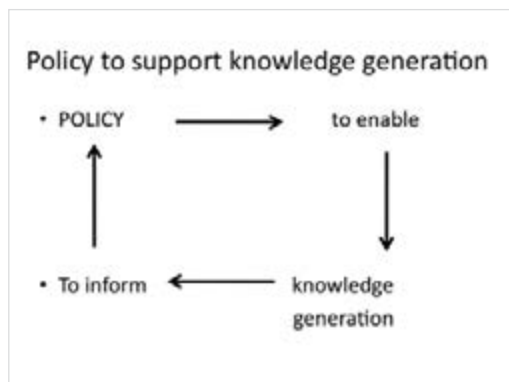 Policy to support knowledge generation
• POLICY to enable
• To inform knowledge
generation